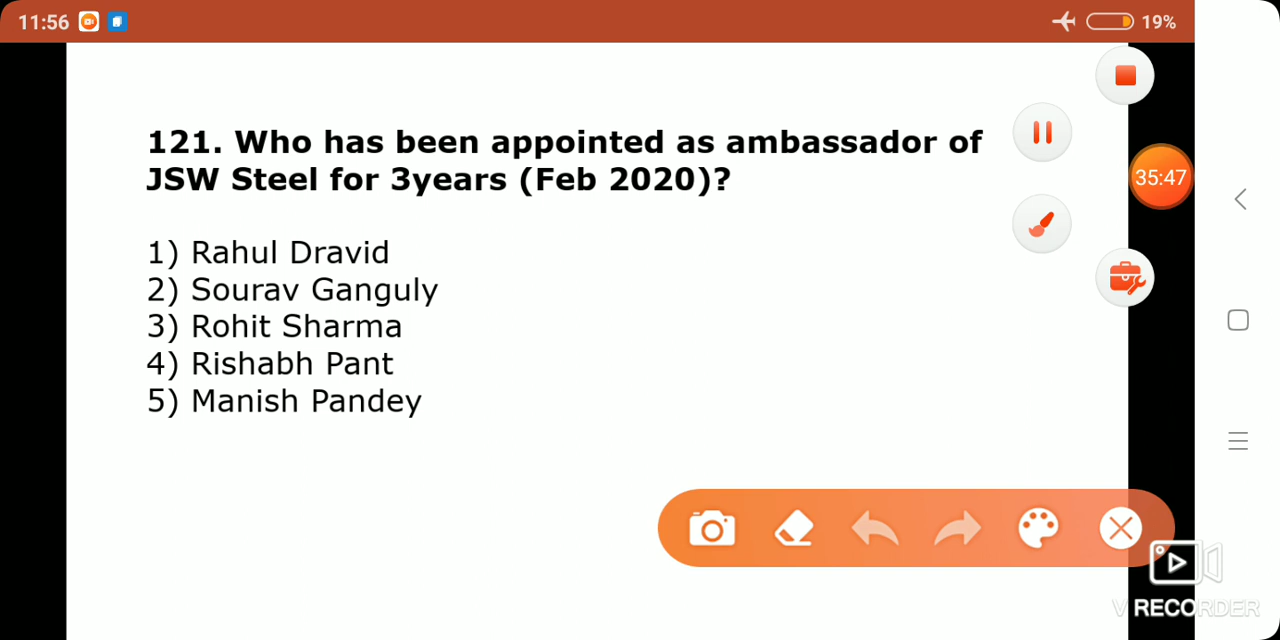 11:56
19%
121. Who has been appointed as ambassador of
JSW Steel for 3years (Feb 2020)?
35:47
1) Rahul Dravid
2) Sourav Ganguly
3) Rohit Sharma
4) Rishabh Pant
5) Manish Pandey
V RECORDER